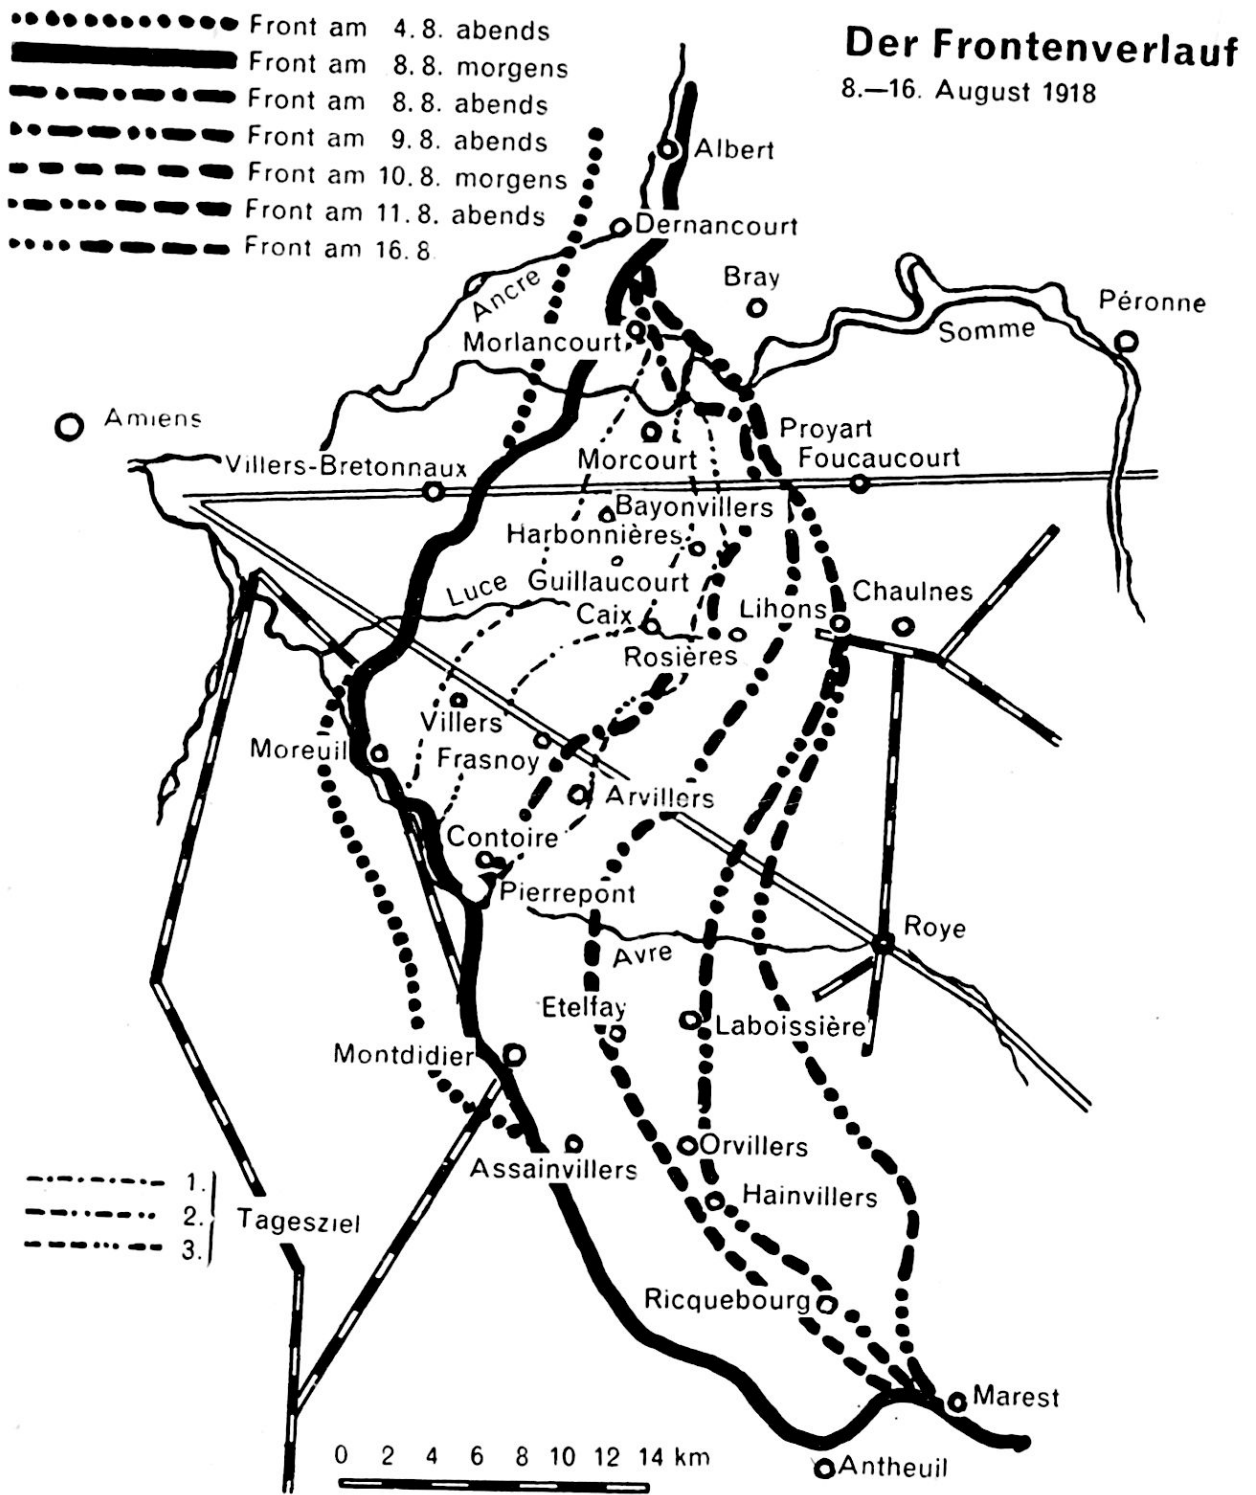 Front am 4.8. abends
Front am 8.8. morgens
Front am 8.8. abends
Front am 9.8. abends
Front am 10.8. morgens
Front am 11.8. abends
Front am 16.8
Der Frontenverlauf
8.—16. August 1918
Albert
Dernancourt
Bray
Péronne
Ancre
Somme
Morlancourt
Amiens
Proyart
Villers-Bretonnaux
Morcourt
Foucaucourt
Bayonvillers
Harbonnières
Guillaucourt
Luce
Chaulnes
Lihons
Caix
Rosières
Villers
Moreuil
Frasnoy
Arvillers
Contoire
Pierrepont
Roye
Avre
Etelfay
Laboissière
Montdidier
Orvillers
Assainvillers
Hainvillers
1.
2.
3.
Tagesziel
Ricquebourg
Marest
Antheuil
0 2 4 6 8 10 12 14 km